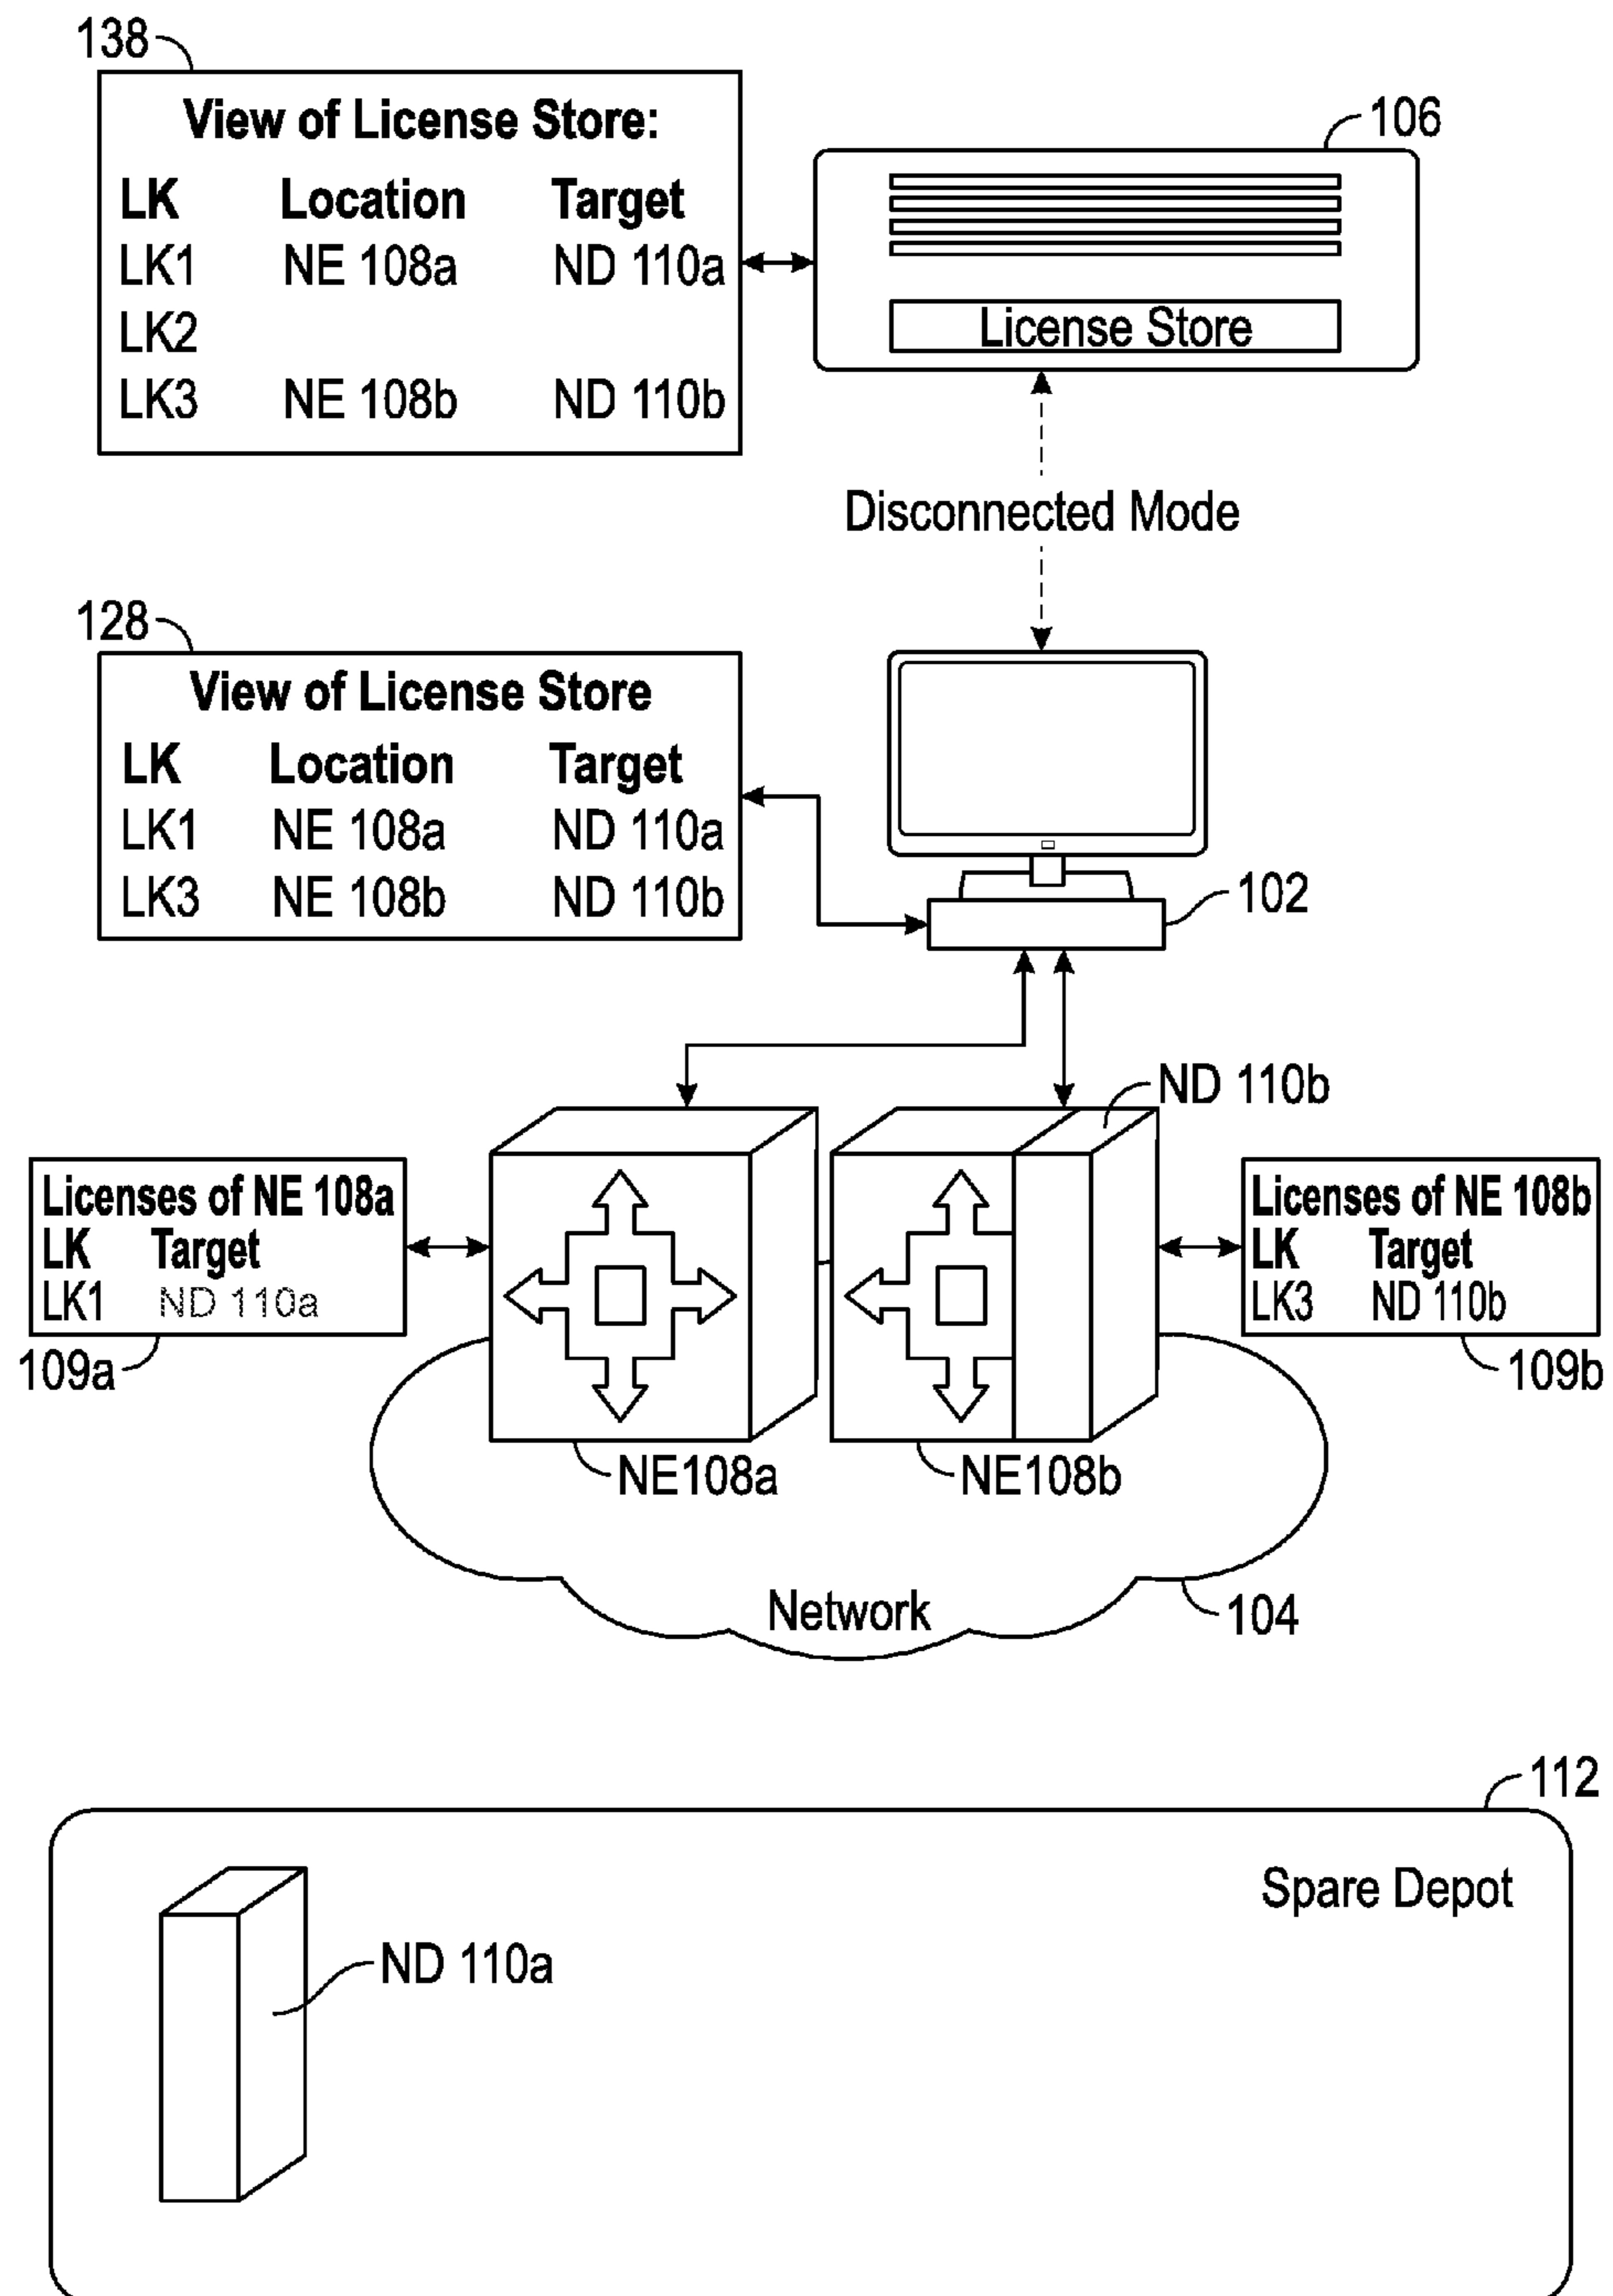 138
View of License Store:
LK Location Target
LK1 NE 108a ND 110a
LK2
LK3 NE 108b ND 110b
106
License Store
Disconnected Mode
128
View of License Store
LK Location Target
LK1 NE 108a ND 110a
LK3 NE 108b ND 110b
102
ND 110b
Licenses of NE 108a
LK Target
LK1 ND 110a
109a
Licenses of NE 108b
LK Target
LK3 ND 110b
109b
NE108a
NE108b
Network
104
112
Spare Depot
ND 110a